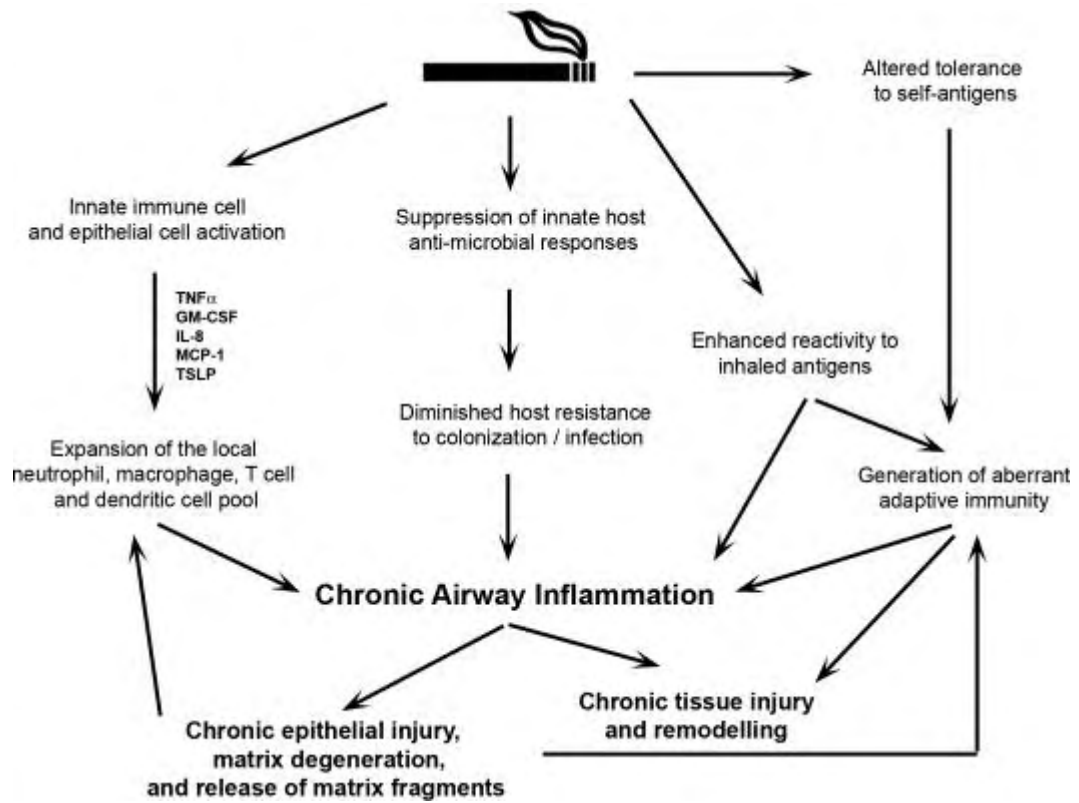 Altered tolerance
to self-antigens
Innate immune cell
and epithelial cell activation
Suppression of innate host
anti-microbial responses
TNFα
GM-CSF
IL-8
MCP-1
TSLP
Enhanced reactivity to
inhaled antigens
Diminished host resistance
to colonization / infection
Expansion of the local
neutrophil, macrophage, T cell
and dendritic cell pool
Generation of aberrant
adaptive immunity
Chronic Airway Inflammation
Chronic tissue injury
and remodelling
Chronic epithelial injury,
matrix degeneration,
and release of matrix fragments